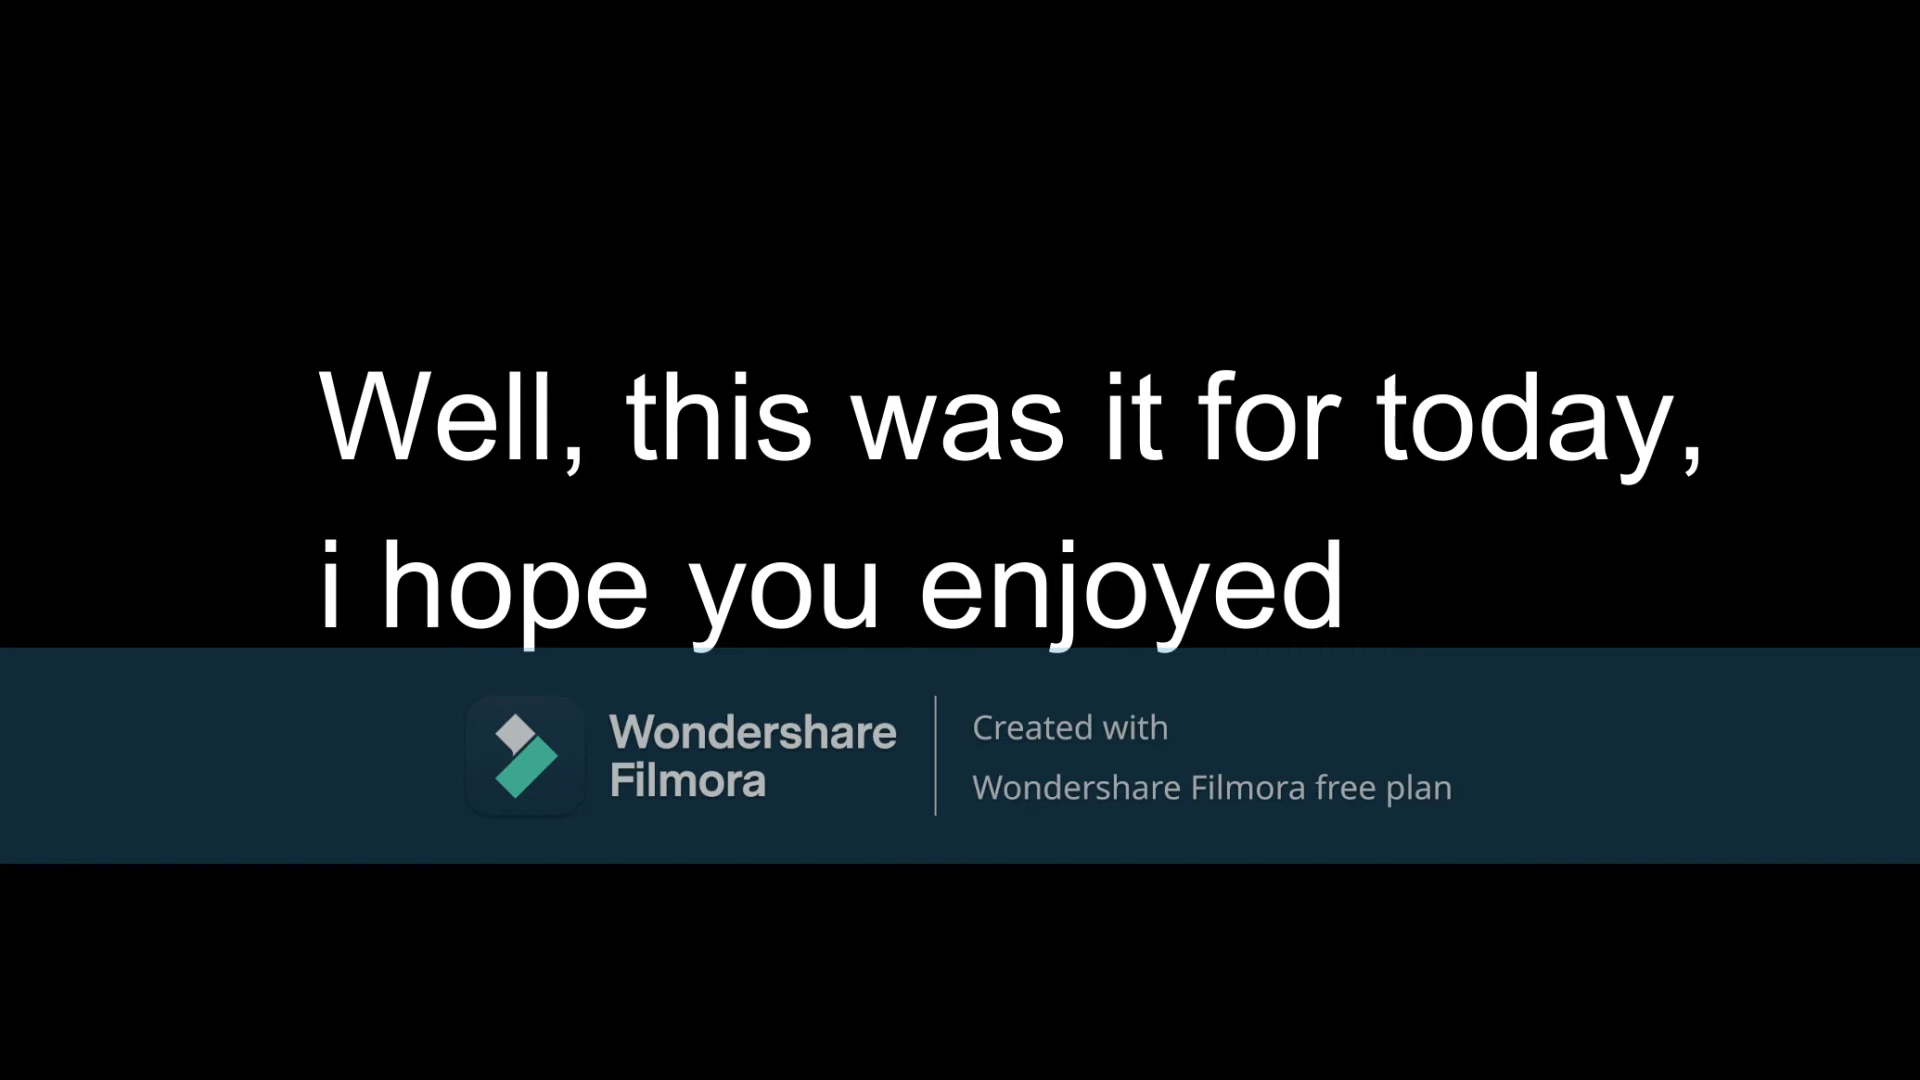 Well, this was it for today,
i hope you enjoyed
Wondershare
Filmora
Created with
Wondershare Filmora free plan